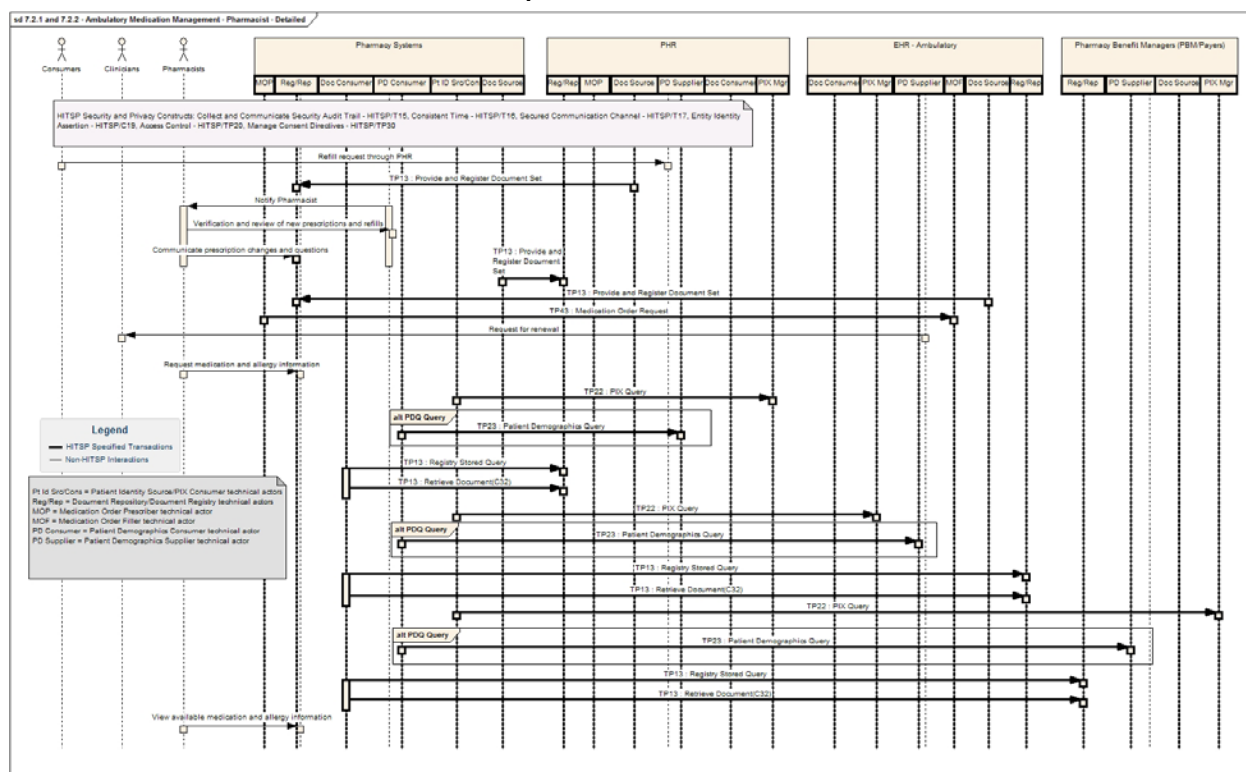 sd 7.2.1 and 7.2.2 - Ambulatory Medication Management - Pharmacist - Detailed
Consumers
Clinicians
Pharmacists
Pharmacy Systems
PHR
EHR - Ambulatory
Pharmacy Benefit Managers (PBM/Payers)
MOP
Reg/Rep
Doc Consumer
PD Consumer
Pt ID Src/Con
Doc Source
Reg/Rep
MOP
Doc Source
PD Supplier
Doc Consumer
PIX Mgr
Doc Consumer
PIX Mgr
PD Supplier
MOF
Doc Source
Reg/Rep
Reg/Rep
PD Supplier
Doc Source
PIX Mgr
HITSP Security and Privacy Constructs: Collect and Communicate Security Audit Trail - HITSP/T15, Consistent Time - HITSP/T16, Secured Communication Channel - HITSP/T17, Entity Identity
Assertion - HITSP/C19, Access Control - HITSP/TP20, Manage Consent Directives - HITSP/TP30
Refill request through PHR
TP13 : Provide and Register Document Set
Notify Pharmacist
Verification and review of new prescriptions and refills
Communicate prescription changes and questions
TP13 : Provide and
Register Document
Set
TP13 : Provide and Register Document Set
TP43 : Medication Order Request
Request for renewal
Request medication and allergy information
TP22 : PIX Query
alt PDQ Query
TP23 : Patient Demographics Query
Legend
HITSP Specified Transactions
Non-HITSP Interactions
TP13 : Registry Stored Query
TP13 : Retrieve Document(C32)
Pt Id Src/Cons = Patient Identity Source/PIX Consumer technical actors
Reg/Rep = Document Repository/Document Registry technical actors
MOP = Medication Order Prescriber technical actor
MOF = Medication Order Filler technical actor
PD Consumer = Patient Demographics Consumer technical actor
PD Supplier = Patient Demographics Supplier technical actor
TP22 : PIX Query
alt PDQ Query
TP23 : Patient Demographics Query
TP13 : Registry Stored Query
TP13 : Retrieve Document(C32)
TP22 : PIX Query
alt PDQ Query
TP23 : Patient Demographics Query
TP13 : Registry Stored Query
TP13 : Retrieve Document(C32)
View available medication and allergy information